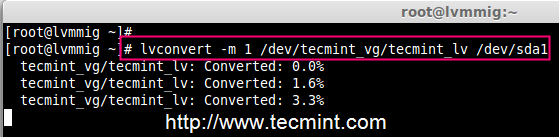 root@lvmmig:~
[root@lvmmig ~]#
[root@lvmmig ~]# lvconvert -m 1 /dev/tecmint_vg/tecmint_lv /dev/sda1
tecmint_vg/tecmint_lv: Converted: 0.0%
tecmint_vg/tecmint_lv: Converted: 1.6%
tecmint_vg/tecmint_lv: Converted: 3.3%
http://www.tecmint.com